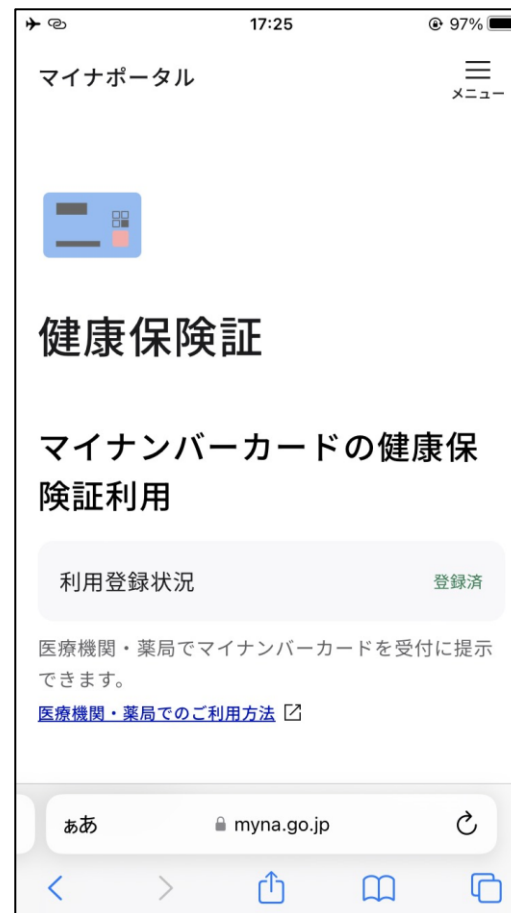 17:25
97%
マイナポータル
メニュー
健康保険証
マイナンバーカードの健康保
険証利用
利用登録状況
登録済
医療機関・薬局でマイナンバーカードを受付に提示
できます。
医療機関・薬局でのご利用方法
ぁあ
myna.go.jp